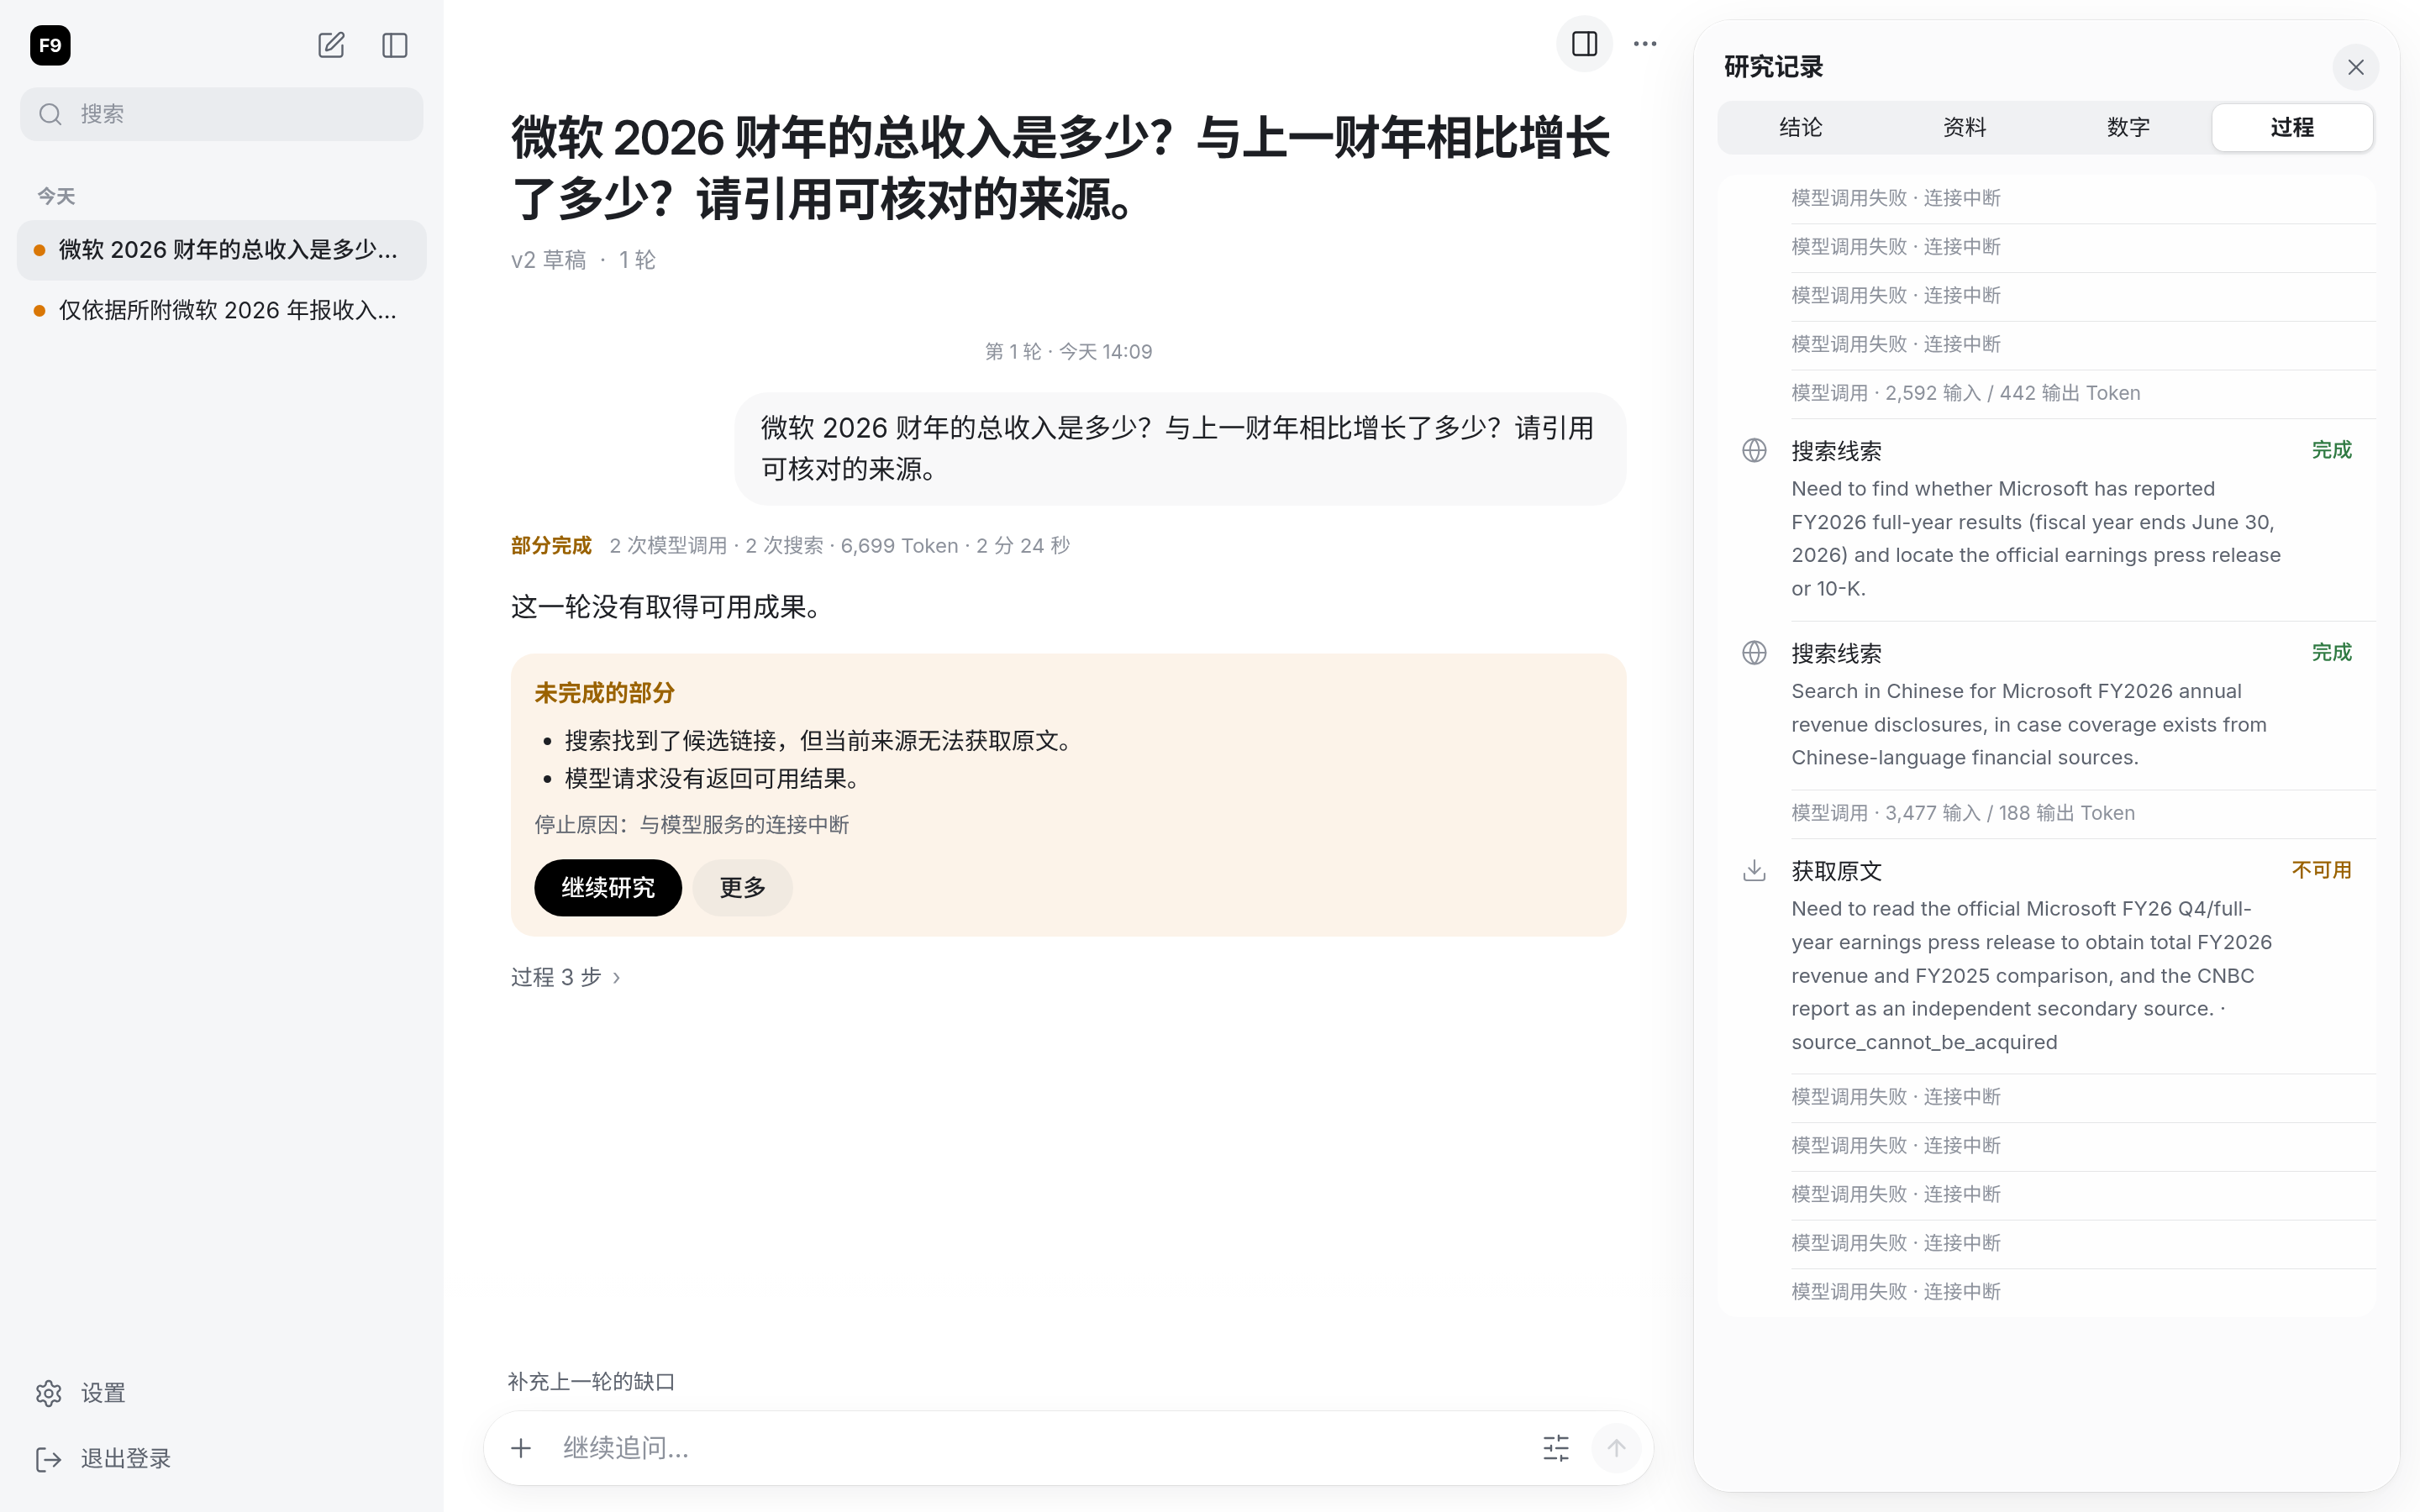 F9
搜索
今天
微软 2026 财年的总收入是多少...
仅依据所附微软 2026 年报收入...
设置
退出登录
微软 2026 财年的总收入是多少？与上一财年相比增长
了多少？请引用可核对的来源。
v2 草稿 · 1 轮
第 1 轮 · 今天 14:09
微软 2026 财年的总收入是多少？与上一财年相比增长了多少？请引用
可核对的来源。
部分完成 2 次模型调用 · 2 次搜索 · 6,699 Token · 2 分 24 秒
这一轮没有取得可用成果。
未完成的部分
• 搜索找到了候选链接，但当前来源无法获取原文。
• 模型请求没有返回可用结果。
停止原因：与模型服务的连接中断
继续研究 更多
过程 3 步 ›
补充上一轮的缺口
继续追问...
研究记录
结论 资料 数字 过程
模型调用失败 · 连接中断
模型调用失败 · 连接中断
模型调用失败 · 连接中断
模型调用失败 · 连接中断
模型调用 · 2,592 输入 / 442 输出 Token
搜索线索 完成
Need to find whether Microsoft has reported
FY2026 full-year results (fiscal year ends June 30,
2026) and locate the official earnings press release
or 10-K.
搜索线索 完成
Search in Chinese for Microsoft FY2026 annual
revenue disclosures, in case coverage exists from
Chinese-language financial sources.
模型调用 · 3,477 输入 / 188 输出 Token
获取原文 不可用
Need to read the official Microsoft FY26 Q4/full-
year earnings press release to obtain total FY2026
revenue and FY2025 comparison, and the CNBC
report as an independent secondary source. ·
source_cannot_be_acquired
模型调用失败 · 连接中断
模型调用失败 · 连接中断
模型调用失败 · 连接中断
模型调用失败 · 连接中断
模型调用失败 · 连接中断